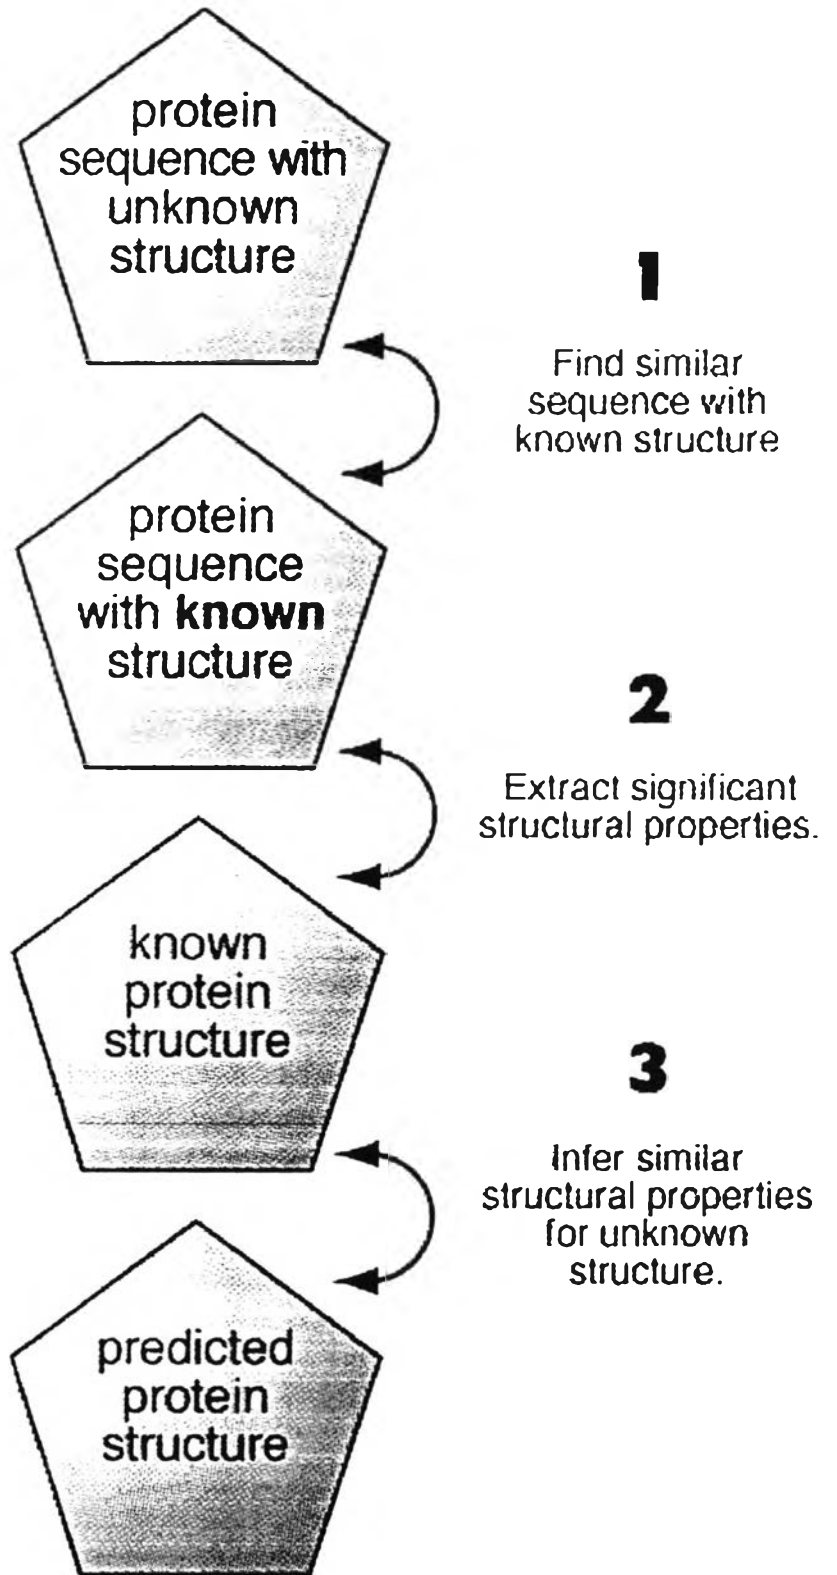 protein
sequence with
unknown
structure
1
Find similar
sequence with
known structure
protein
sequence
with known
structure
2
Extract significant
structural properties.
known
protein
structure
3
Infer similar
structural properties
for unknown
structure.
predicted
protein
structure